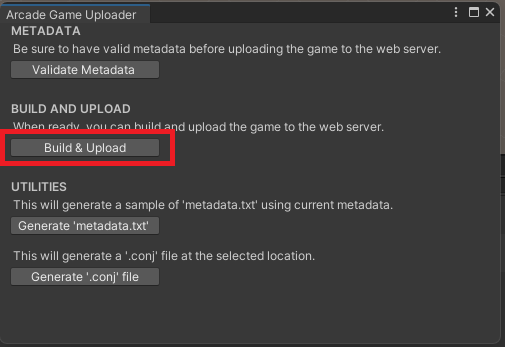 Arcade Game Uploader
METADATA
Be sure to have valid metadata before uploading the game to the web server.
Validate Metadata
BUILD AND UPLOAD
When ready, you can build and upload the game to the web server.
Build & Upload
UTILITIES
This will generate a sample of 'metadata.txt' using current metadata.
Generate 'metadata.txt'
This will generate a '.conj' file at the selected location.
Generate '.conj' file